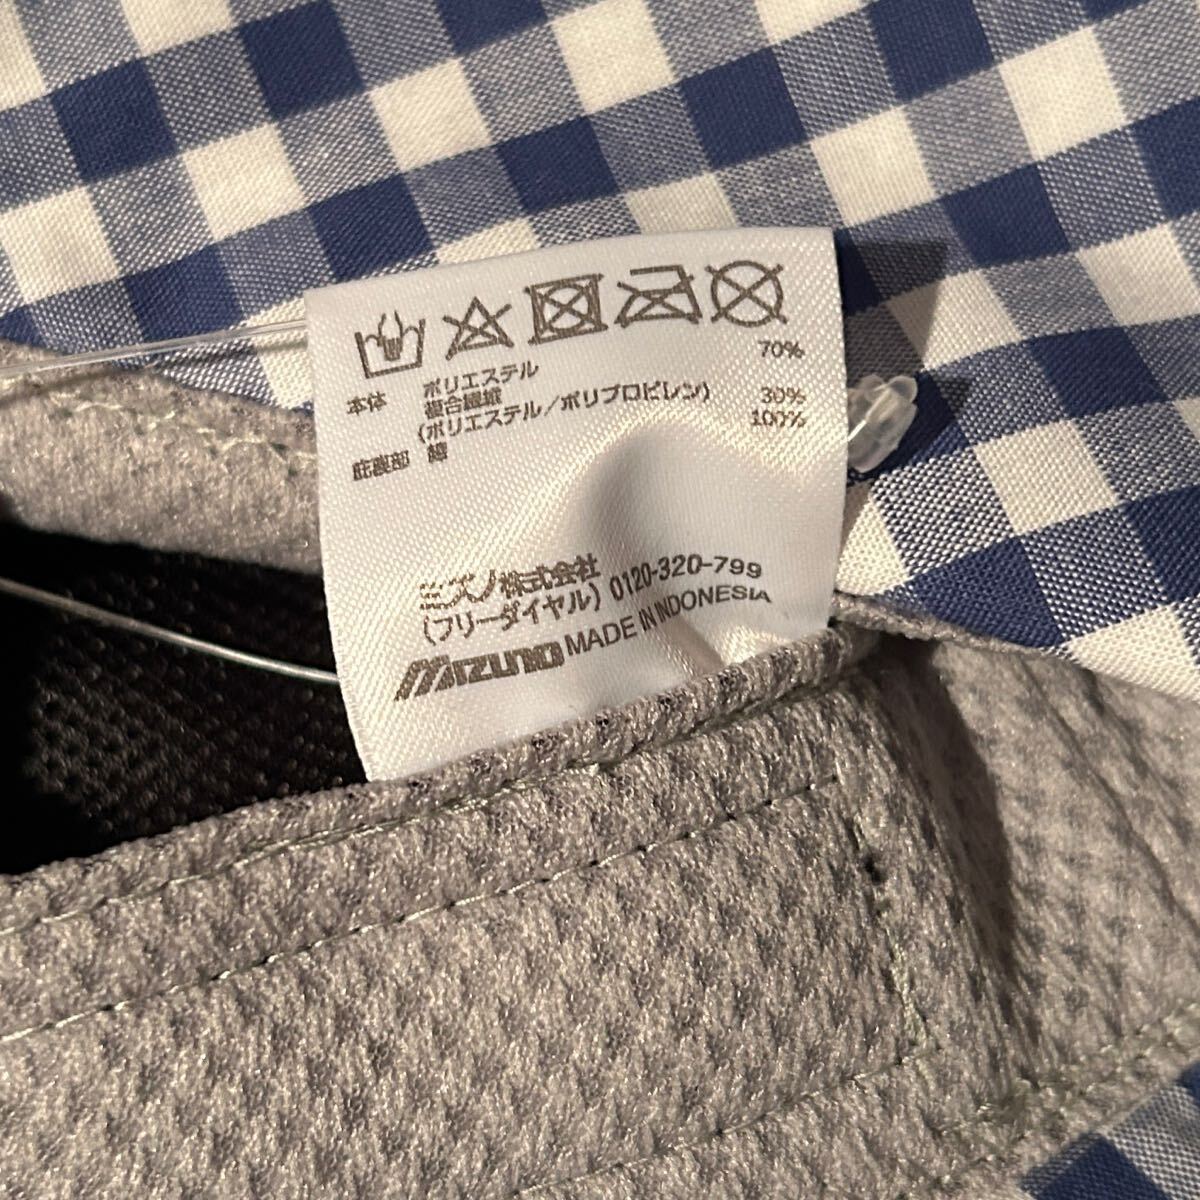 本体 ポリエステル 70%
複合繊維
(ポリエステル/ポリプロピレン) 30%
庇裏部 綿 100%
ミズノ株式会社
(フリーダイヤル) 0120-320-799
MIZUNO MADE IN INDONESIA